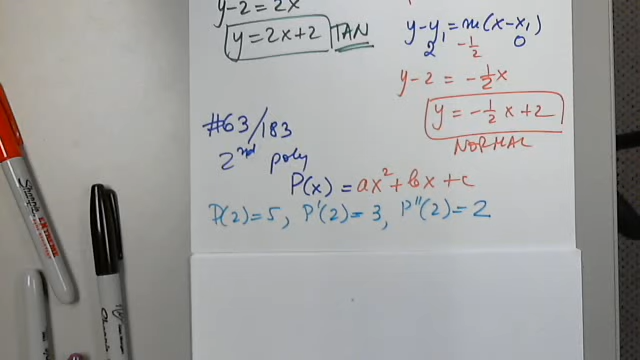 y-2 = 2x
y = 2x+2 TAN
y-y₁ = m(x-x₁)
2 -1/2 0
y-2 = -1/2x
y = -1/2 x + 2
NORMAL
#63/183
2nd poly
P(x) = ax² + bx + c
P(2) = 5, P'(2) = 3, P''(2) = 2
Sharpie